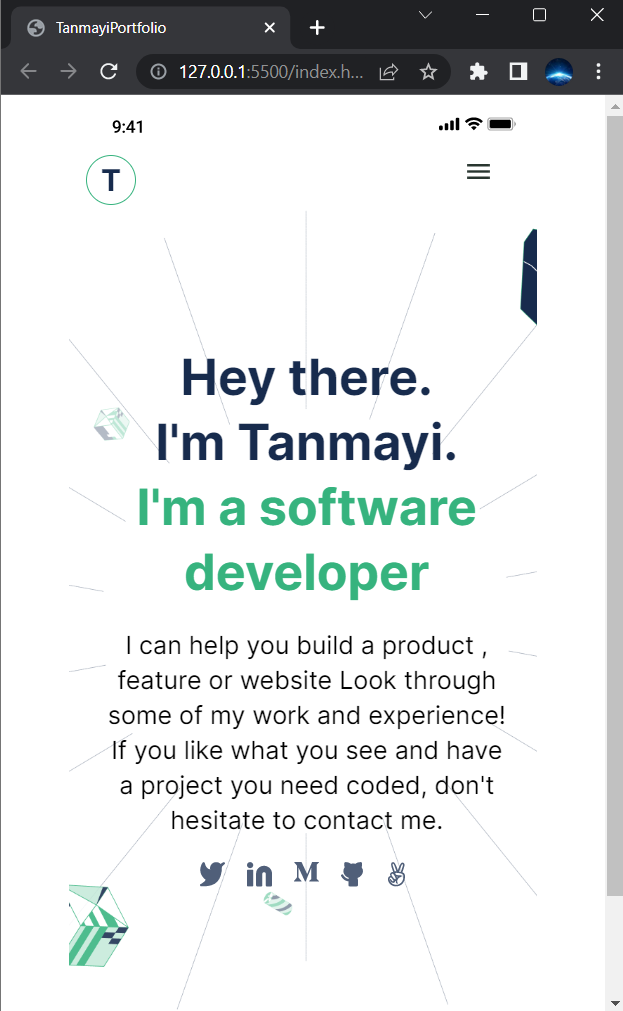 TanmayiPortfolio
127.0.0.1:5500/index.h...
9:41
T
Hey there.
I'm Tanmayi.
I'm a software
developer
I can help you build a product ,
feature or website Look through
some of my work and experience!
If you like what you see and have
a project you need coded, don't
hesitate to contact me.
in M